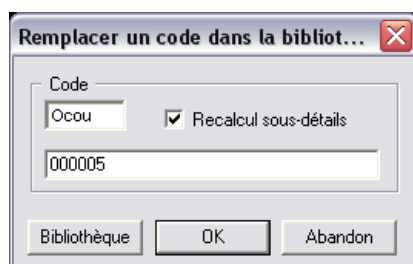 Remplacer un code dans la bibliot...
Code
Ocou
Recalcul sous-détails
000005
Bibliothèque
OK
Abandon